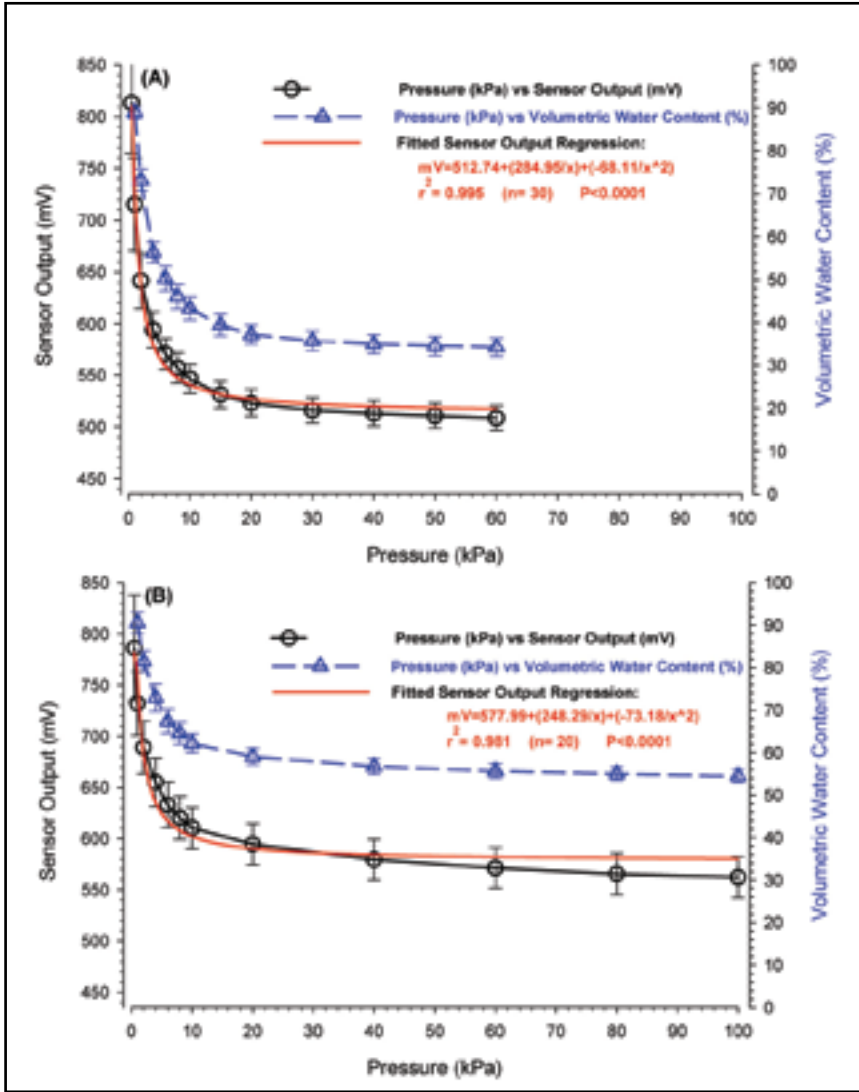 (A)
Pressure (kPa) vs Sensor Output (mV)
Pressure (kPa) vs Volumetric Water Content (%)
Fitted Sensor Output Regression:
mV=512.74+(284.95/x)+(-68.11/x^2)
r² = 0.995 (n= 30) P<0.0001
Sensor Output (mV)
850
800
750
700
650
600
550
500
450
Volumetric Water Content (%)
100
90
80
70
60
50
40
30
20
10
0
0 10 20 30 40 50 60 70 80 90 100
Pressure (kPa)
(B)
Pressure (kPa) vs Sensor Output (mV)
Pressure (kPa) vs Volumetric Water Content (%)
Fitted Sensor Output Regression:
mV=577.99+(248.29/x)+(-73.18/x^2)
r² = 0.981 (n= 20) P<0.0001
Sensor Output (mV)
850
800
750
700
650
600
550
500
450
Volumetric Water Content (%)
100
90
80
70
60
50
40
30
20
10
0
0 10 20 30 40 50 60 70 80 90 100
Pressure (kPa)